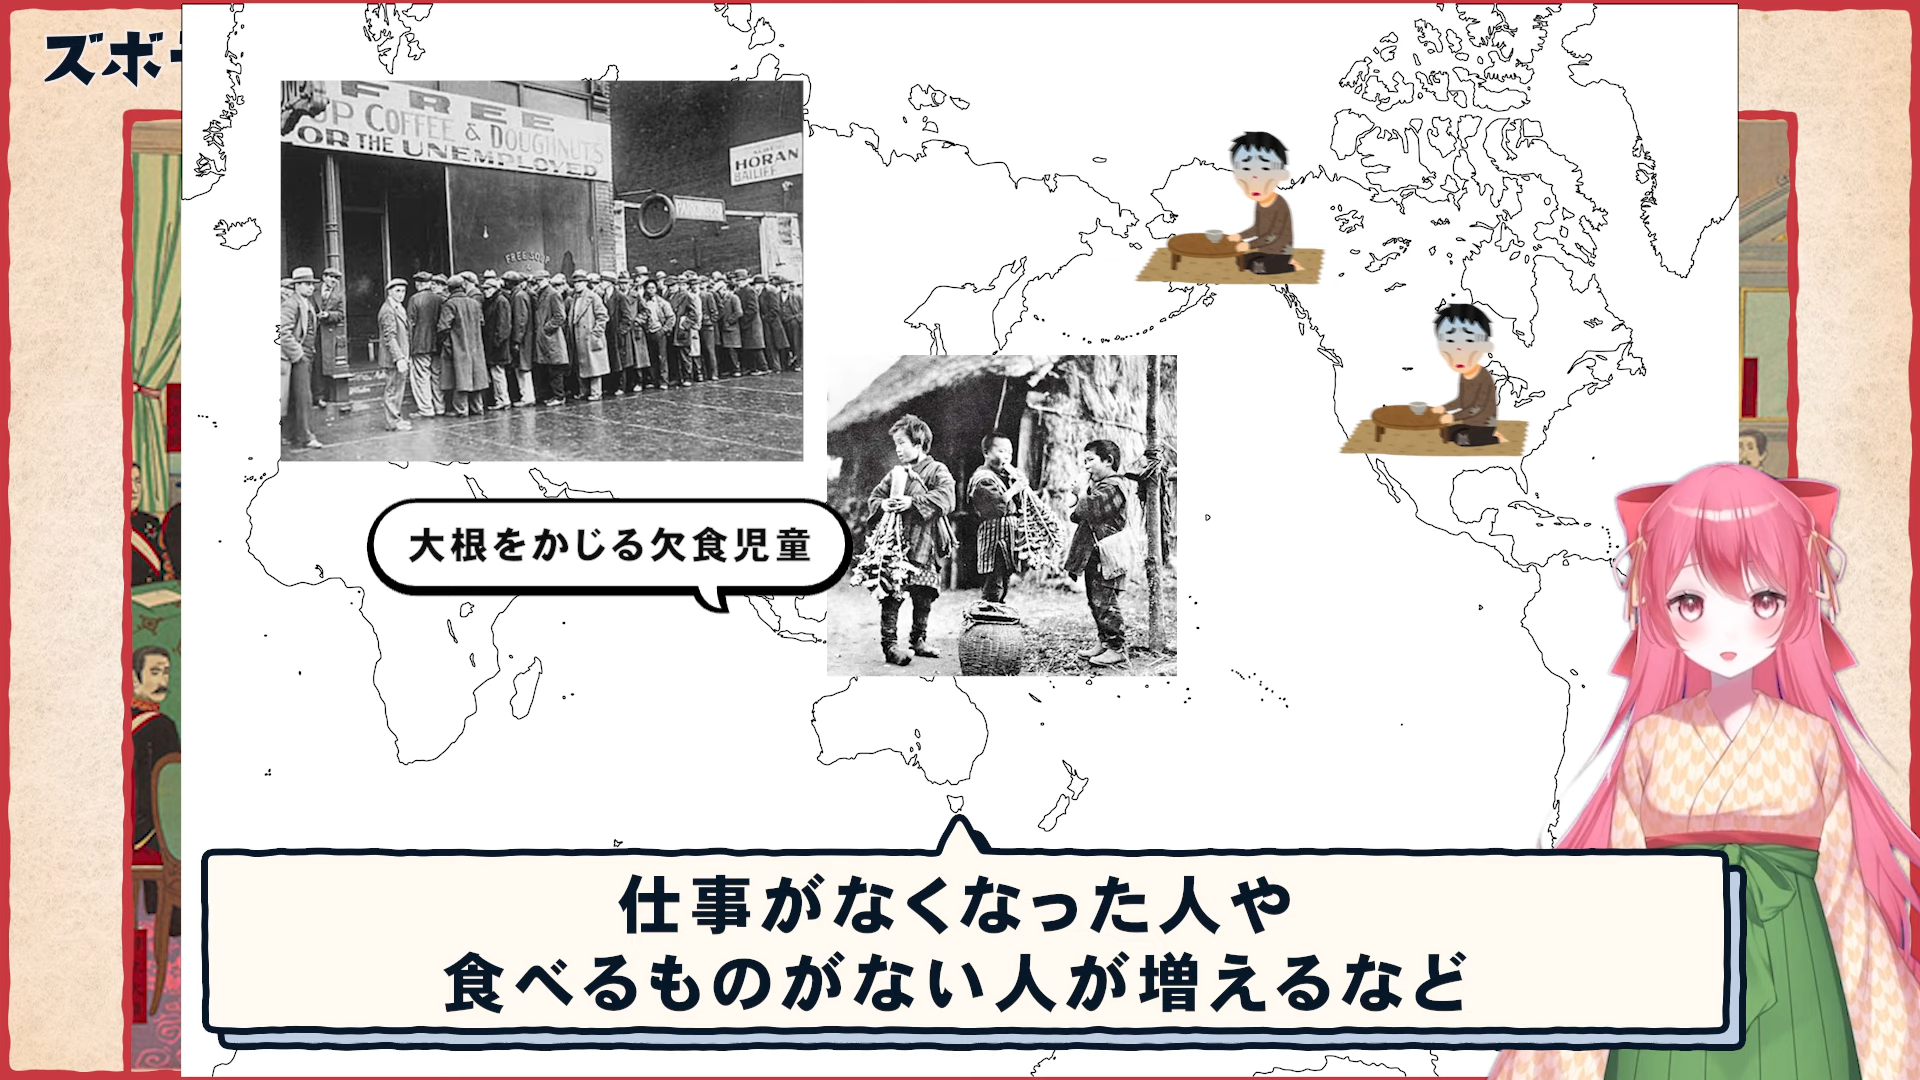 ズボ
FREE
UP COFFEE & DOUGHNUTS
OR THE UNEMPLOYED
HORAN
BAILIFF
FREE SOUP
大根をかじる欠食児童
仕事がなくなった人や
食べるものがない人が増えるなど